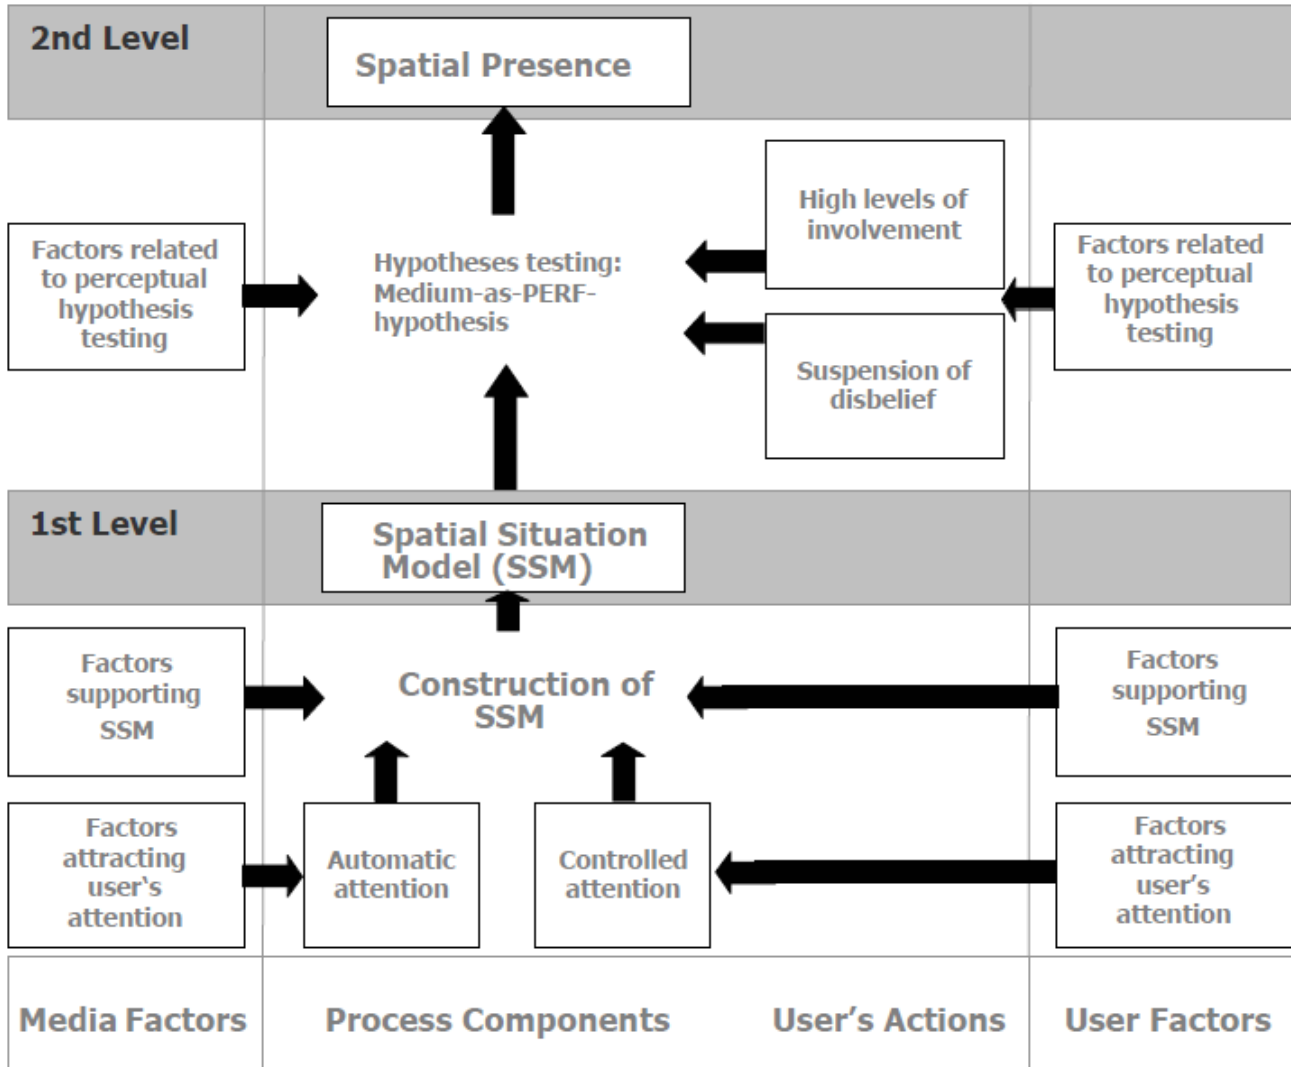 2nd Level
Spatial Presence
Factors related
to perceptual
hypothesis
testing
Hypotheses testing:
Medium-as-PERF-
hypothesis
High levels of
involvement
Suspension of
disbelief
Factors related
to perceptual
hypothesis
testing
1st Level
Spatial Situation
Model (SSM)
Factors
supporting
SSM
Construction of
SSM
Factors
supporting
SSM
Factors
attracting
user‘s
attention
Automatic
attention
Controlled
attention
Factors
attracting
user’s
attention
Media Factors
Process Components
User’s Actions
User Factors